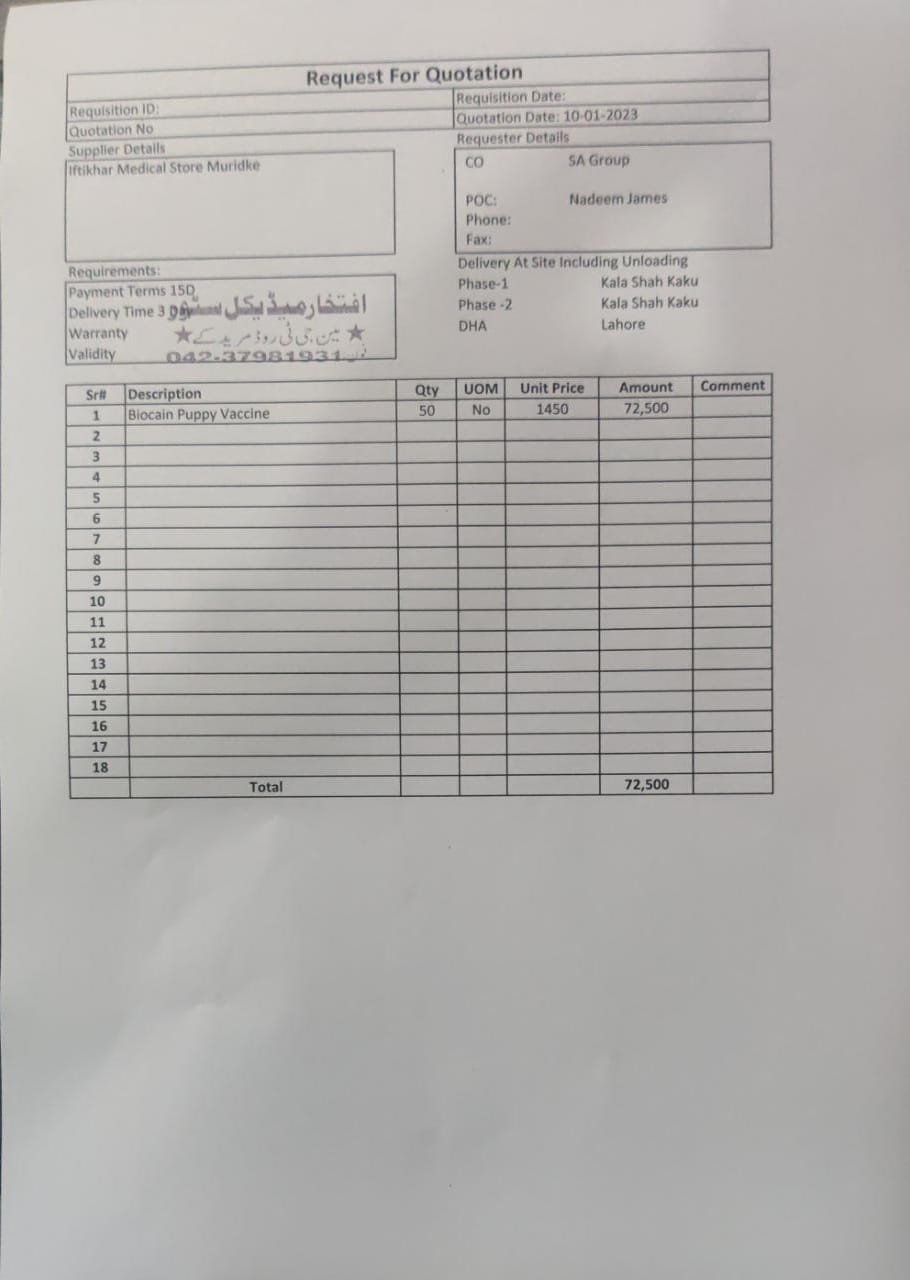 Request For Quotation
Requisition ID:
Requisition Date:
Quotation No
Quotation Date: 10-01-2023
Supplier Details
Requester Details
Iftikhar Medical Store Muridke
CO SA Group
POC: Nadeem James
Phone:
Fax:
Requirements:
Delivery At Site Including Unloading
Payment Terms 15D
Phase-1 Kala Shah Kaku
Delivery Time 3 D
افتخار میڈیکل سٹور
Phase -2 Kala Shah Kaku
Warranty
★ مین جی ٹی روڈ مریدکے ★
DHA Lahore
Validity
042-37981931
Sr# Description Qty UOM Unit Price Amount Comment
1 Biocain Puppy Vaccine 50 No 1450 72,500
2
3
4
5
6
7
8
9
10
11
12
13
14
15
16
17
18
Total 72,500